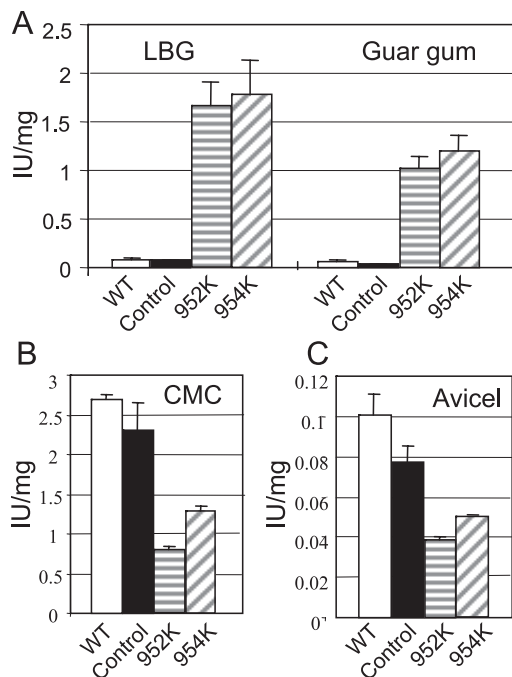 A
LBG
Guar gum
IU/mg
2.5
2
1.5
1
0.5
0
WT
Control
952K
954K
WT
Control
952K
954K
B
CMC
IU/mg
3
2.5
2
1.5
1
0.5
0
WT
Control
952K
954K
C
Avicel
IU/mg
0.12
0.1
0.08
0.06
0.04
0.02
0
WT
Control
952K
954K